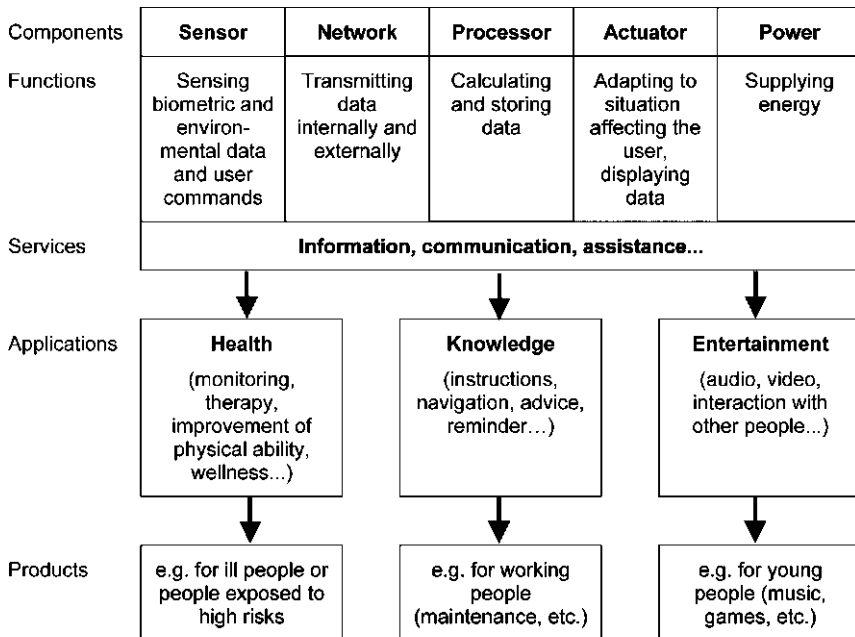 Components Sensor Network Processor Actuator Power
Functions
Sensing
biometric and
environ-
mental data
and user
commands
Transmitting
data
internally and
externally
Calculating
and storing
data
Adapting to
situation
affecting the
user,
displaying
data
Supplying
energy
Services Information, communication, assistance...
Applications
Health
(monitoring,
therapy,
improvement of
physical ability,
wellness...)
Knowledge
(instructions,
navigation, advice,
reminder...)
Entertainment
(audio, video,
interaction with
other people...)
Products
e.g. for ill people or
people exposed to
high risks
e.g. for working
people
(maintenance, etc.)
e.g. for young
people (music,
games, etc.)